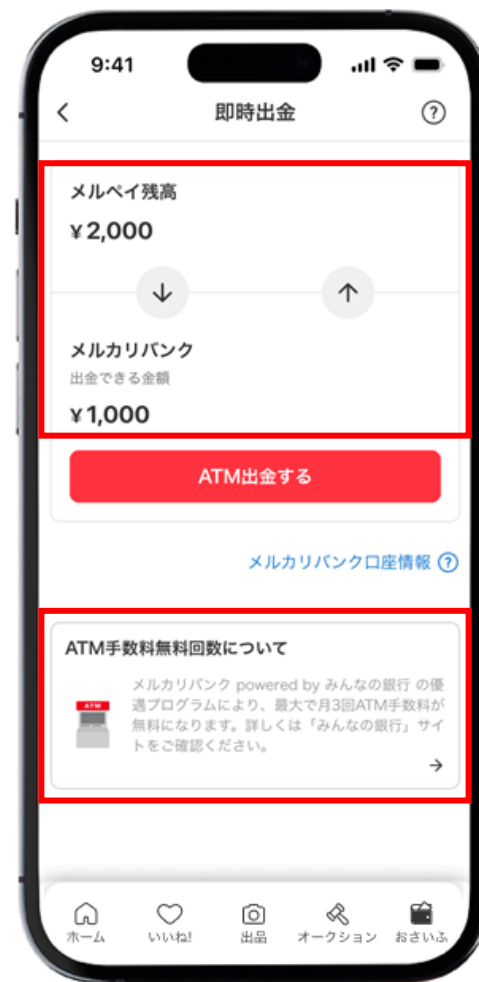 9:41
即時出金
?
メルペイ残高
¥2,000
メルカリバンク
出金できる金額
¥1,000
ATM出金する
メルカリバンク口座情報 ?
ATM手数料無料回数について
ATM
メルカリバンク powered by みんなの銀行 の優
遇プログラムにより、最大で月3回ATM手数料が
無料になります。詳しくは「みんなの銀行」サイ
トをご確認ください。
ホーム いいね! 出品 オークション おさいふ